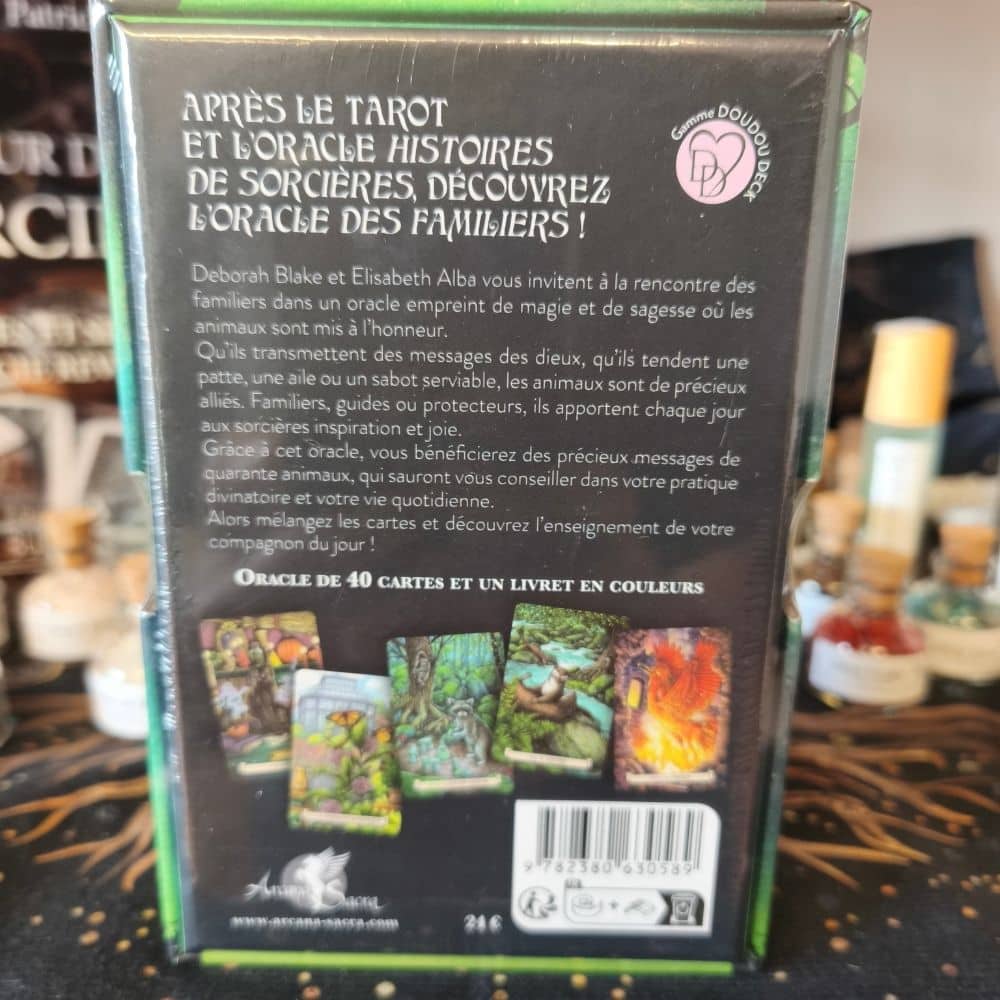 Patric
UR D
RCI
APRÈS LE TAROT
ET L'ORACLE HISTOIRES
DE SORCIÈRES, DÉCOUVREZ
L'ORACLE DES FAMILIERS !
Gamme DOUDOU DECK
DD
Deborah Blake et Elisabeth Alba vous invitent à la rencontre des
familiers dans un oracle empreint de magie et de sagesse où les
animaux sont mis à l'honneur.
Qu'ils transmettent des messages des dieux, qu'ils tendent une
patte, une aile ou un sabot serviable, les animaux sont de précieux
alliés. Familiers, guides ou protecteurs, ils apportent chaque jour
aux sorcières inspiration et joie.
Grâce à cet oracle, vous bénéficierez des précieux messages de
quarante animaux, qui sauront vous conseiller dans votre pratique
divinatoire et votre vie quotidienne.
Alors mélangez les cartes et découvrez l'enseignement de votre
compagnon du jour !
ORACLE DE 40 CARTES ET UN LIVRET EN COULEURS
Arcana Sacra
www.arcana-sacra.com
21 €
9 782380 630589